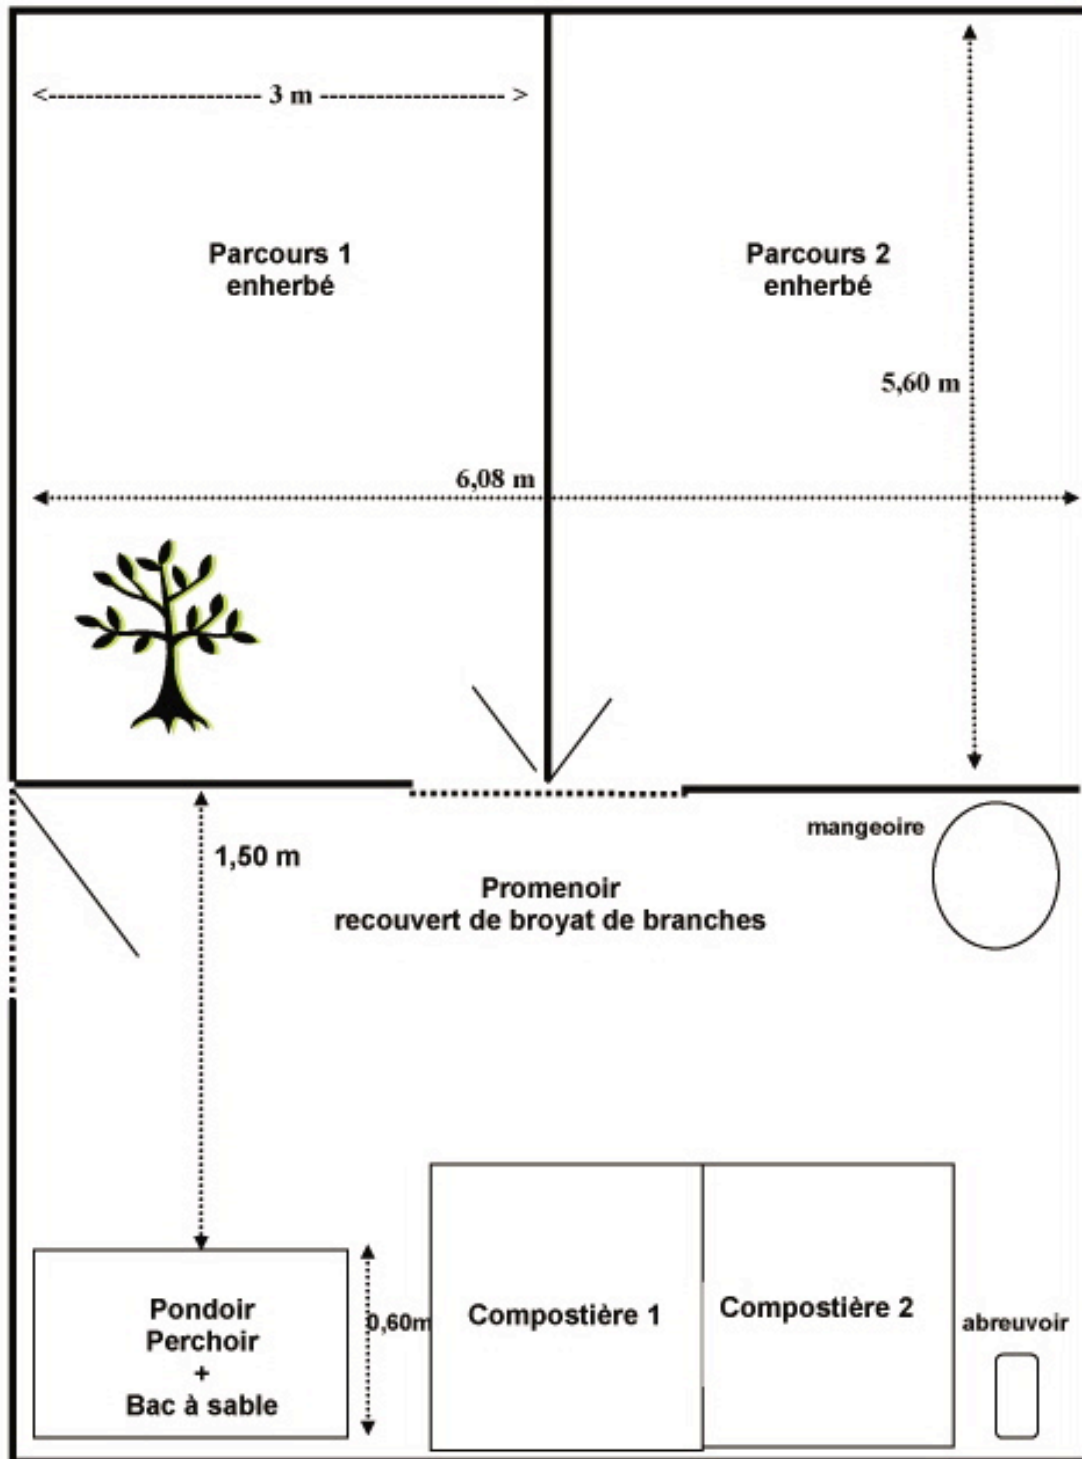 <----------------------- 3 m -------------------- >
Parcours 1
enherbé
Parcours 2
enherbé
5,60 m
6,08 m
mangeoire
1,50 m
Promenoir
recouvert de broyat de branches
Pondoir
Perchoir
+
Bac à sable
0,60m
Compostière 1
Compostière 2
abreuvoir